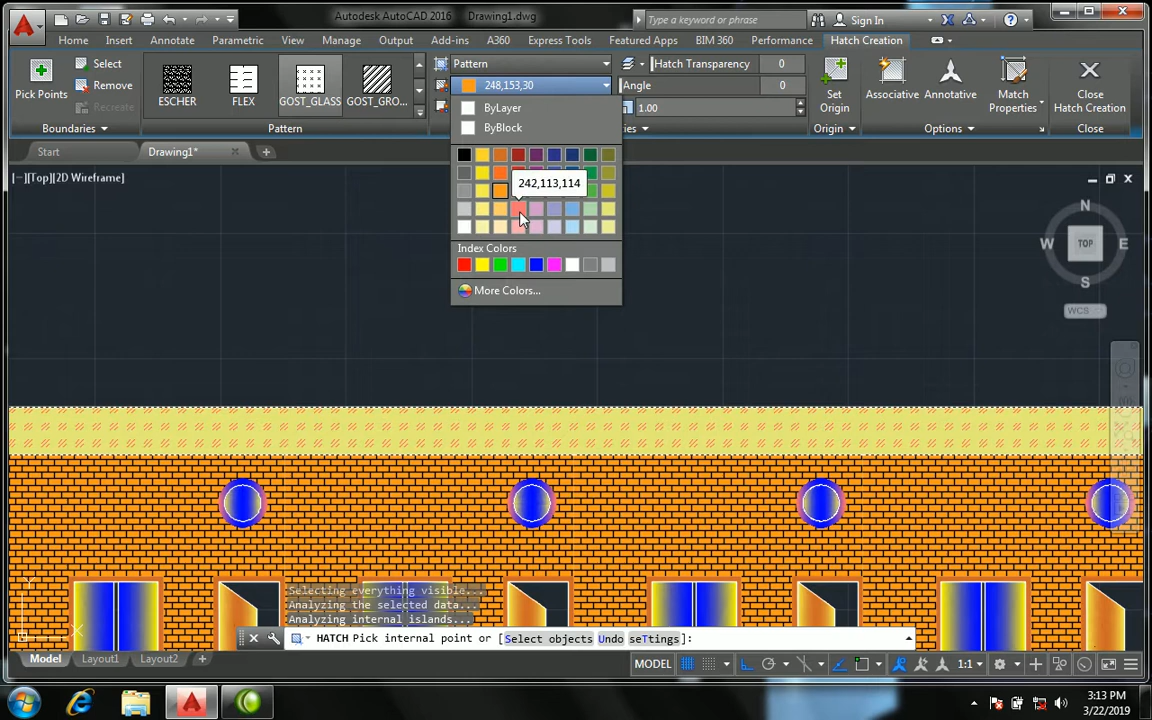 Autodesk AutoCAD 2016 Drawing1.dwg
Type a keyword or phrase
Sign In
Home Insert Annotate Parametric View Manage Output Add-ins A360 Express Tools Featured Apps BIM 360 Performance Hatch Creation
Pick Points
Select
Remove
Recreate
Boundaries
ESCHER
FLEX
GOST_GLASS
GOST_GRO...
Pattern
Pattern
248,153,30
Hatch Transparency 0
Angle 0
1.00
Set
Origin
Origin
Associative
Annotative
Match
Properties
Options
Close
Hatch Creation
Close
ByLayer
ByBlock
242,113,114
Index Colors
More Colors...
Start
Drawing1*
[−][Top][2D Wireframe]
N
W TOP E
S
WCS
Y
X
Selecting everything visible...
Analyzing the selected data...
Analyzing internal islands...
HATCH Pick internal point or [Select objects Undo seTtings]:
Model Layout1 Layout2
MODEL
1:1
3:13 PM
3/22/2019